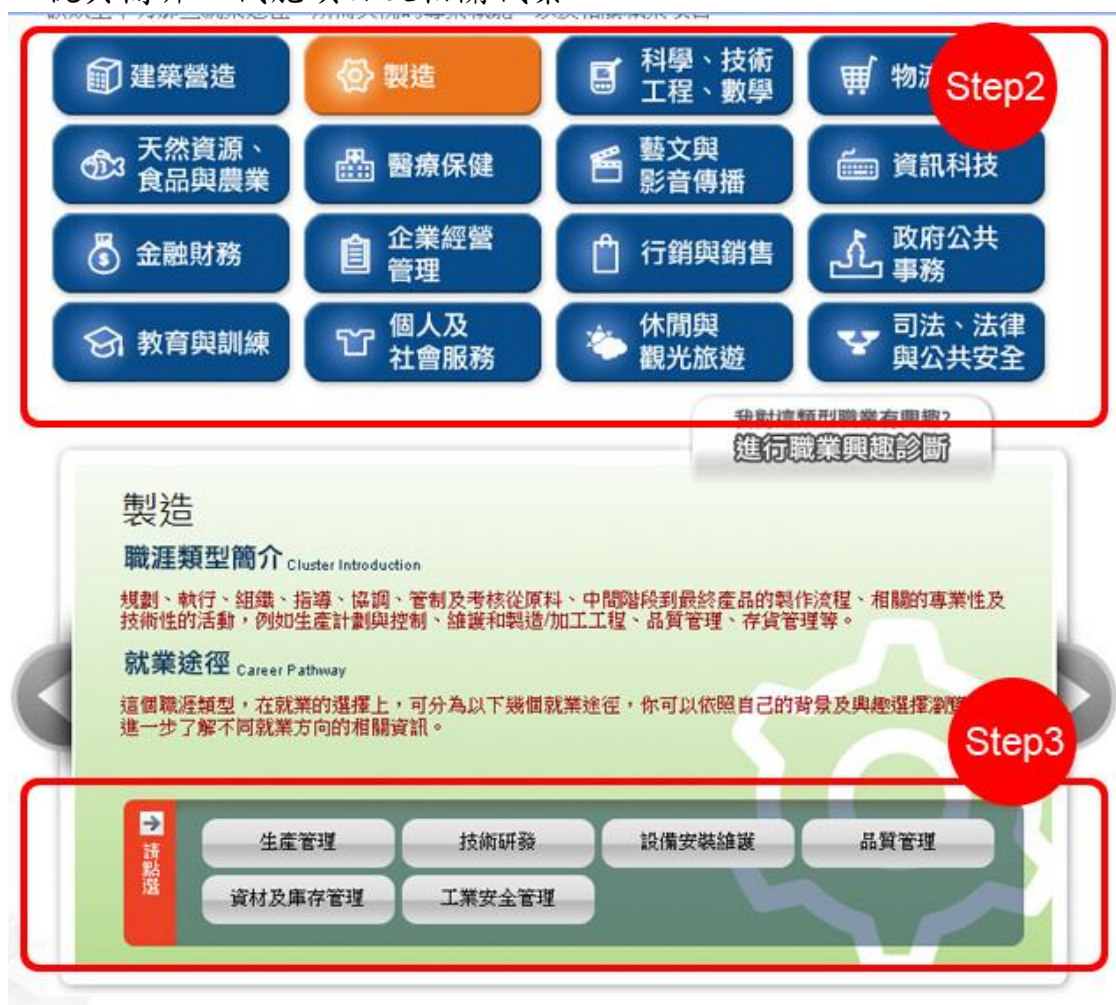 建築營造
製造
科學、技術
工程、數學
物流
Step2
天然資源、
食品與農業
醫療保健
藝文與
影音傳播
資訊科技
金融財務
企業經營
管理
行銷與銷售
政府公共
事務
教育與訓練
個人及
社會服務
休閒與
觀光旅遊
司法、法律
與公共安全
我對這類型職業有興趣?
進行職業興趣診斷
製造
職涯類型簡介 Cluster Introduction
規劃、執行、組織、指導、協調、管制及考核從原料、中間階段到最終產品的製作流程、相關的專業性及
技術性的活動,例如生產計劃與控制、維護和製造/加工工程、品質管理、存貨管理等。
就業途徑 Career Pathway
這個職涯類型,在就業的選擇上,可分為以下幾個就業途徑,你可以依照自己的背景及興趣選擇瀏覽
進一步了解不同就業方向的相關資訊。
Step3
請點選
生產管理
技術研發
設備安裝維護
品質管理
資材及庫存管理
工業安全管理